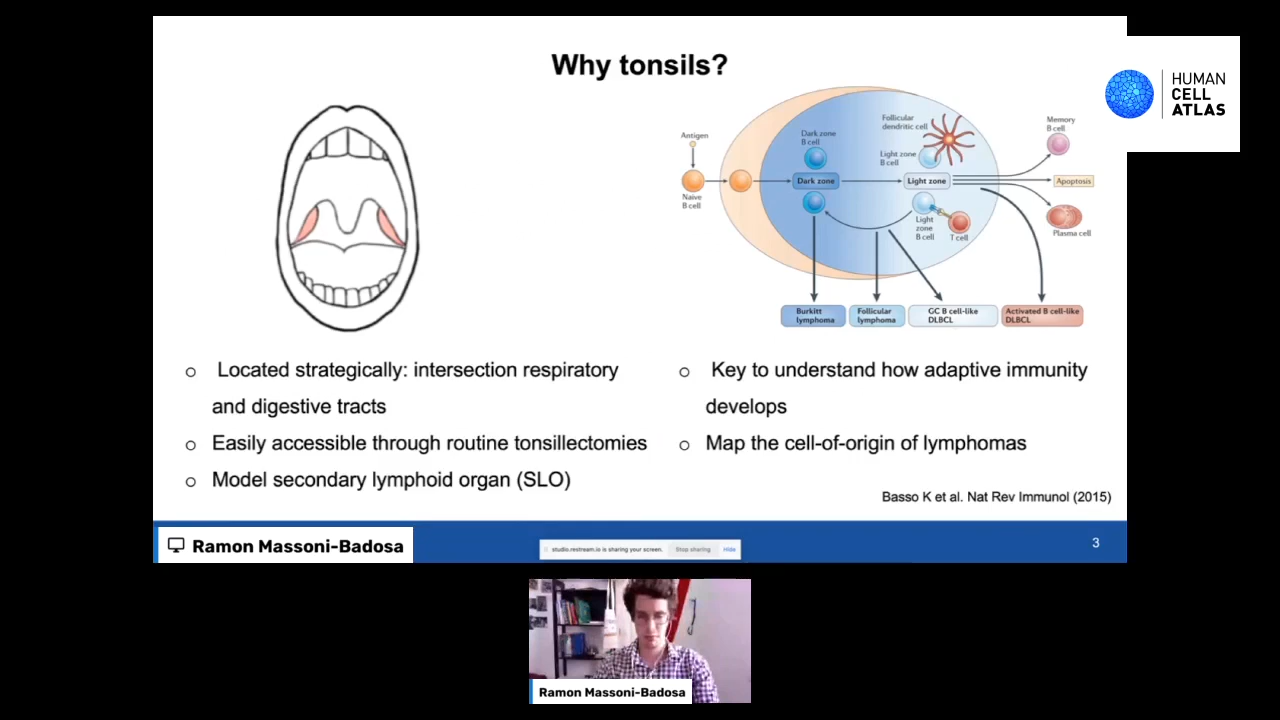 Why tonsils?
HUMAN
CELL
ATLAS
Antigen
Naive
B cell
Dark zone
B cell
Dark zone
Follicular
dendritic cell
Light zone
B cell
Light zone
Light
zone
B cell
T cell
Memory
B cell
Apoptosis
Plasma cell
Burkitt
lymphoma
Follicular
lymphoma
GC B cell-like
DLBCL
Activated B cell-like
DLBCL
Located strategically: intersection respiratory
and digestive tracts
Easily accessible through routine tonsillectomies
Model secondary lymphoid organ (SLO)
Key to understand how adaptive immunity
develops
Map the cell-of-origin of lymphomas
Basso K et al. Nat Rev Immunol (2015)
Ramon Massoni-Badosa
studio.restream.io is sharing your screen. Stop sharing Hide
3
Ramon Massoni-Badosa